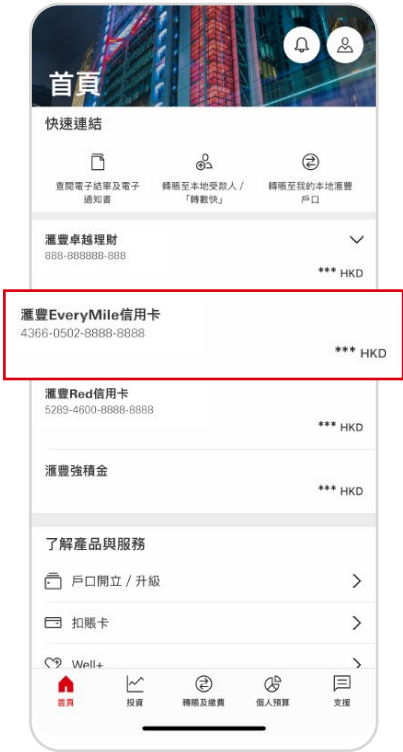 首頁
快速連結
查閱電子結單及電子
通知書
轉賬至本地受款人 /
「轉數快」
轉賬至我的本地滙豐
戶口
滙豐卓越理財
888-888888-888
*** HKD
滙豐EveryMile信用卡
4366-0502-8888-8888
*** HKD
滙豐Red信用卡
5289-4600-8888-8888
*** HKD
滙豐強積金
*** HKD
了解產品與服務
戶口開立 / 升級
扣賬卡
Well+
首頁
投資
轉賬及繳費
個人預算
支援